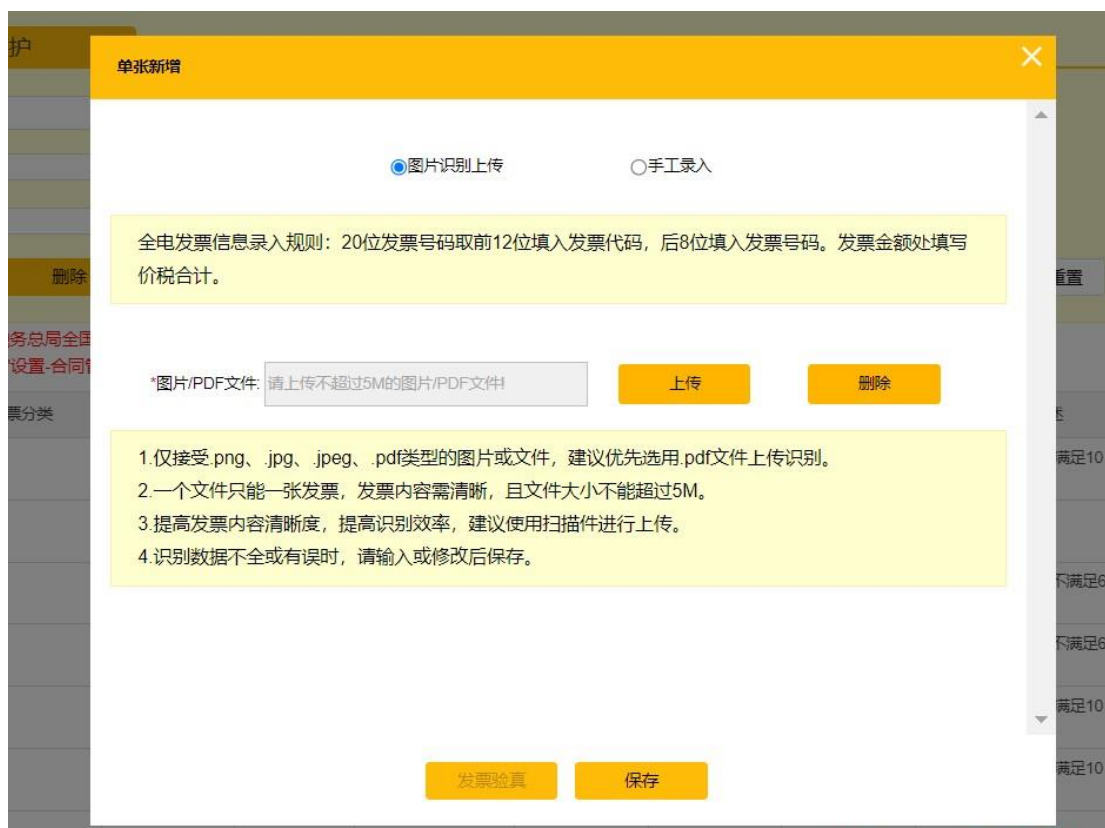 护
单张新增
图片识别上传
手工录入
全电发票信息录入规则：20位发票号码取前12位填入发票代码，后8位填入发票号码。发票金额处填写
价税合计。
删除
重置
务总局全国
设置-合同管
*图片/PDF文件:
请上传不超过5M的图片/PDF文件!
上传
删除
票分类
1.仅接受.png、.jpg、.jpeg、.pdf类型的图片或文件，建议优先选用.pdf文件上传识别。
满足10
2.一个文件只能一张发票，发票内容需清晰，且文件大小不能超过5M。
3.提高发票内容清晰度，提高识别效率，建议使用扫描件进行上传。
4.识别数据不全或有误时，请输入或修改后保存。
不满足6
不满足6
满足10
满足10
发票验真
保存